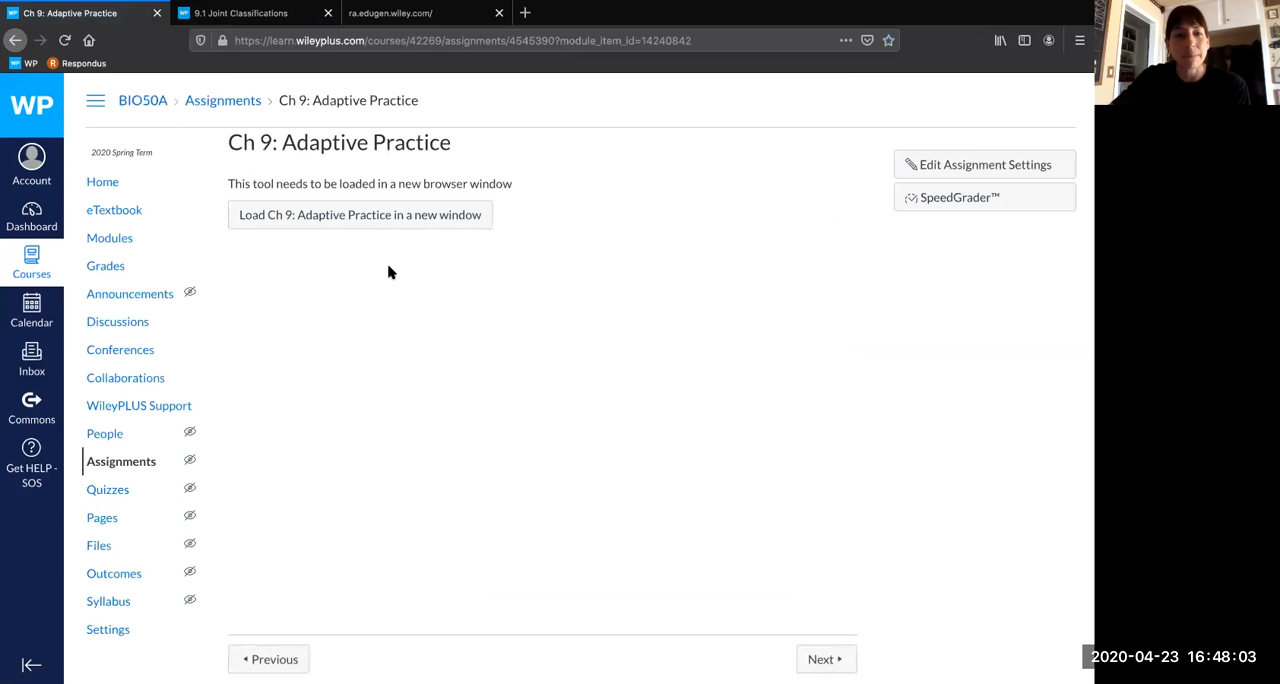 WP Ch 9: Adaptive Practice
WP 9.1 Joint Classifications
ra.edugen.wiley.com/
https://learn.wileyplus.com/courses/42269/assignments/4545390?module_item_id=14240842
WP WP
R Respondus
WP
Account
Dashboard
Courses
Calendar
Inbox
Commons
Get HELP -
SOS
BIO50A › Assignments › Ch 9: Adaptive Practice
2020 Spring Term
Home
eTextbook
Modules
Grades
Announcements
Discussions
Conferences
Collaborations
WileyPLUS Support
People
Assignments
Quizzes
Pages
Files
Outcomes
Syllabus
Settings
Ch 9: Adaptive Practice
This tool needs to be loaded in a new browser window
Load Ch 9: Adaptive Practice in a new window
Edit Assignment Settings
SpeedGrader™
Previous
Next
2020-04-23 16:48:03